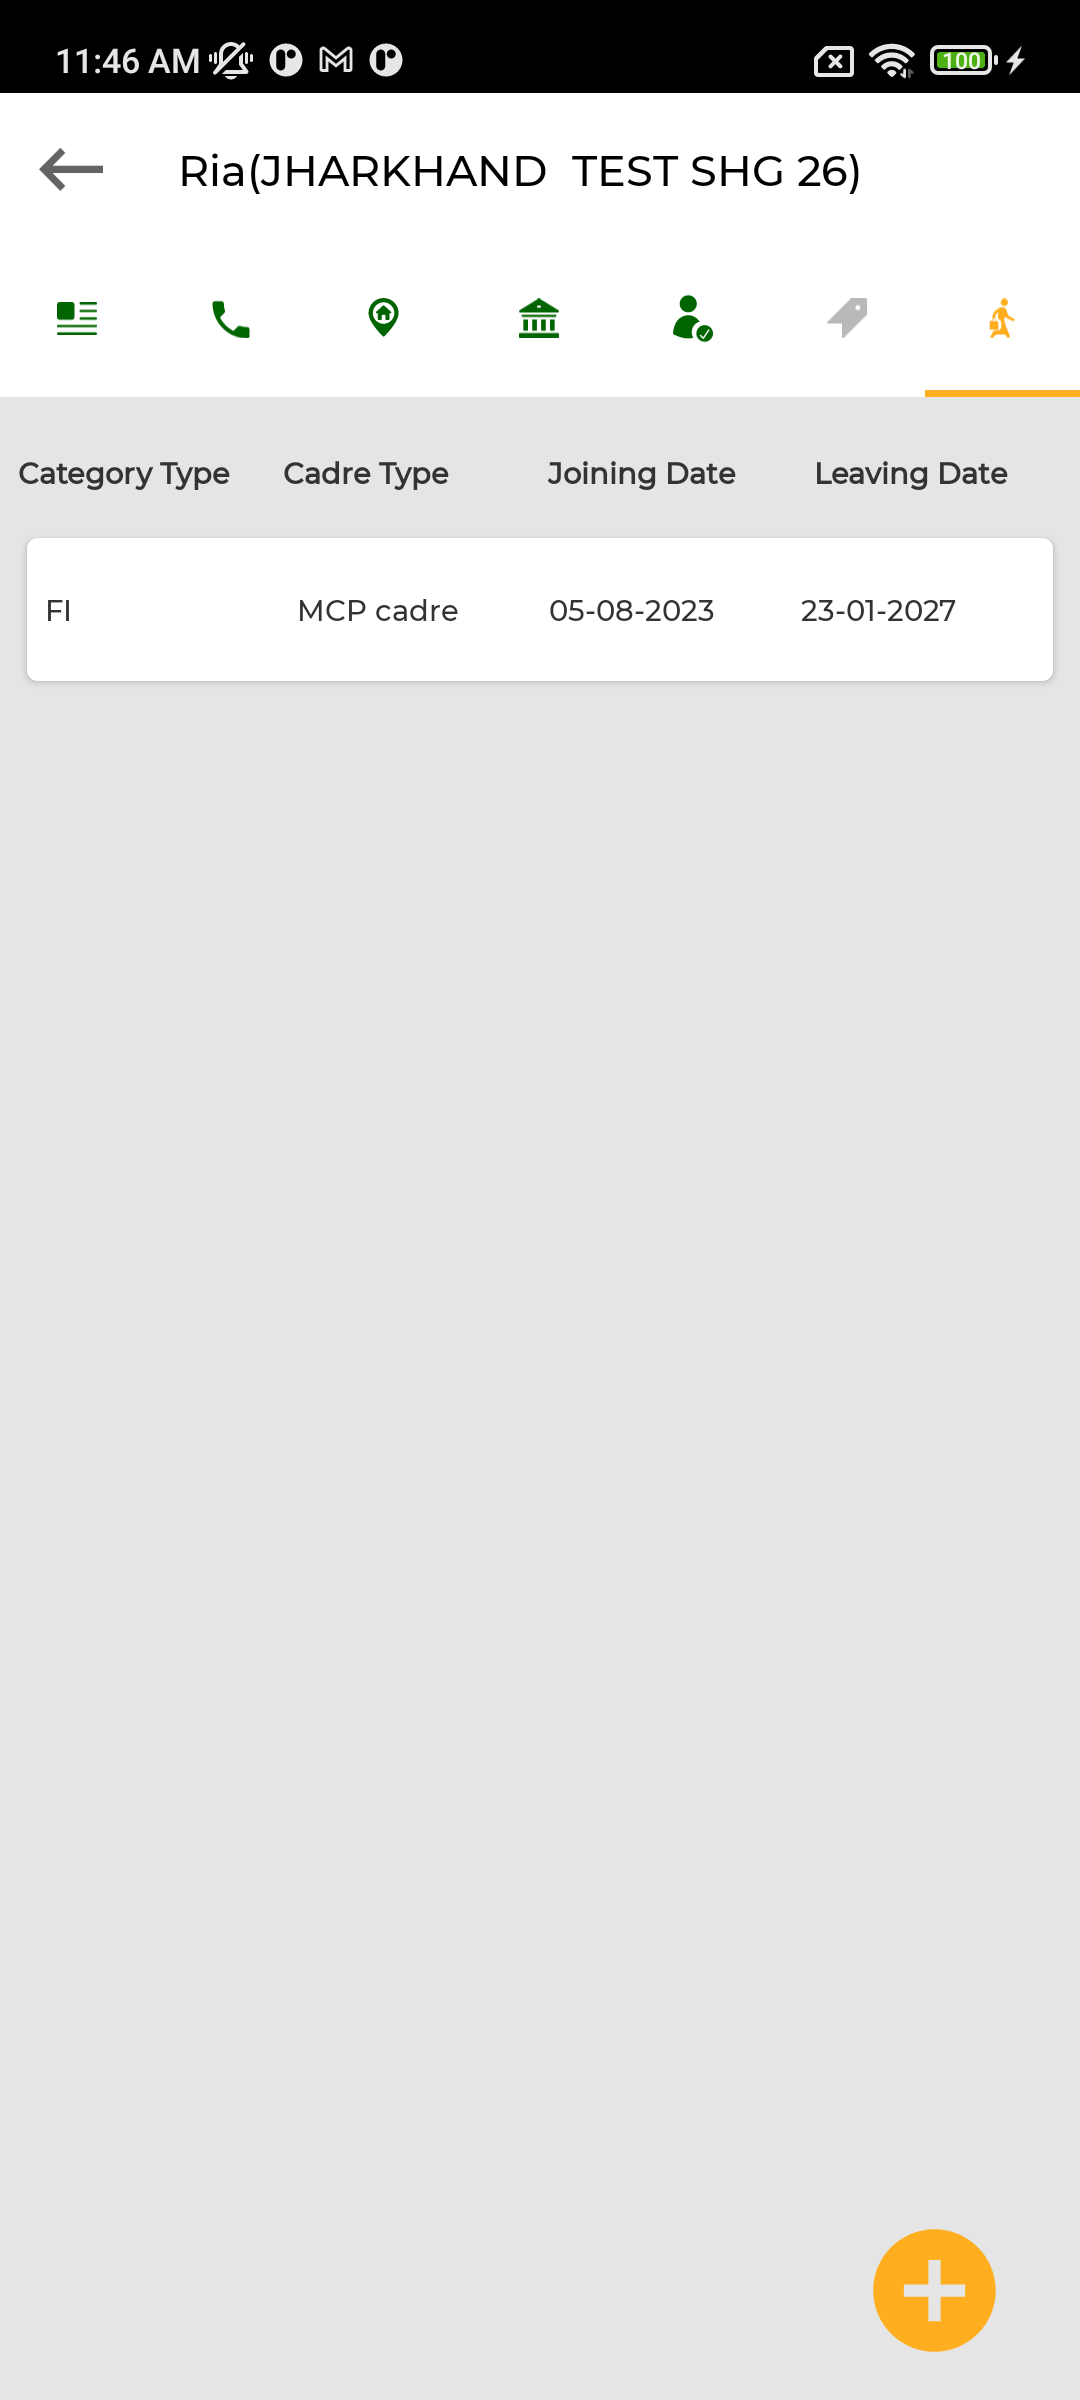 11:46 AM
100
Ria(JHARKHAND  TEST SHG 26)
Category Type Cadre Type Joining Date Leaving Date
FI MCP cadre 05-08-2023 23-01-2027